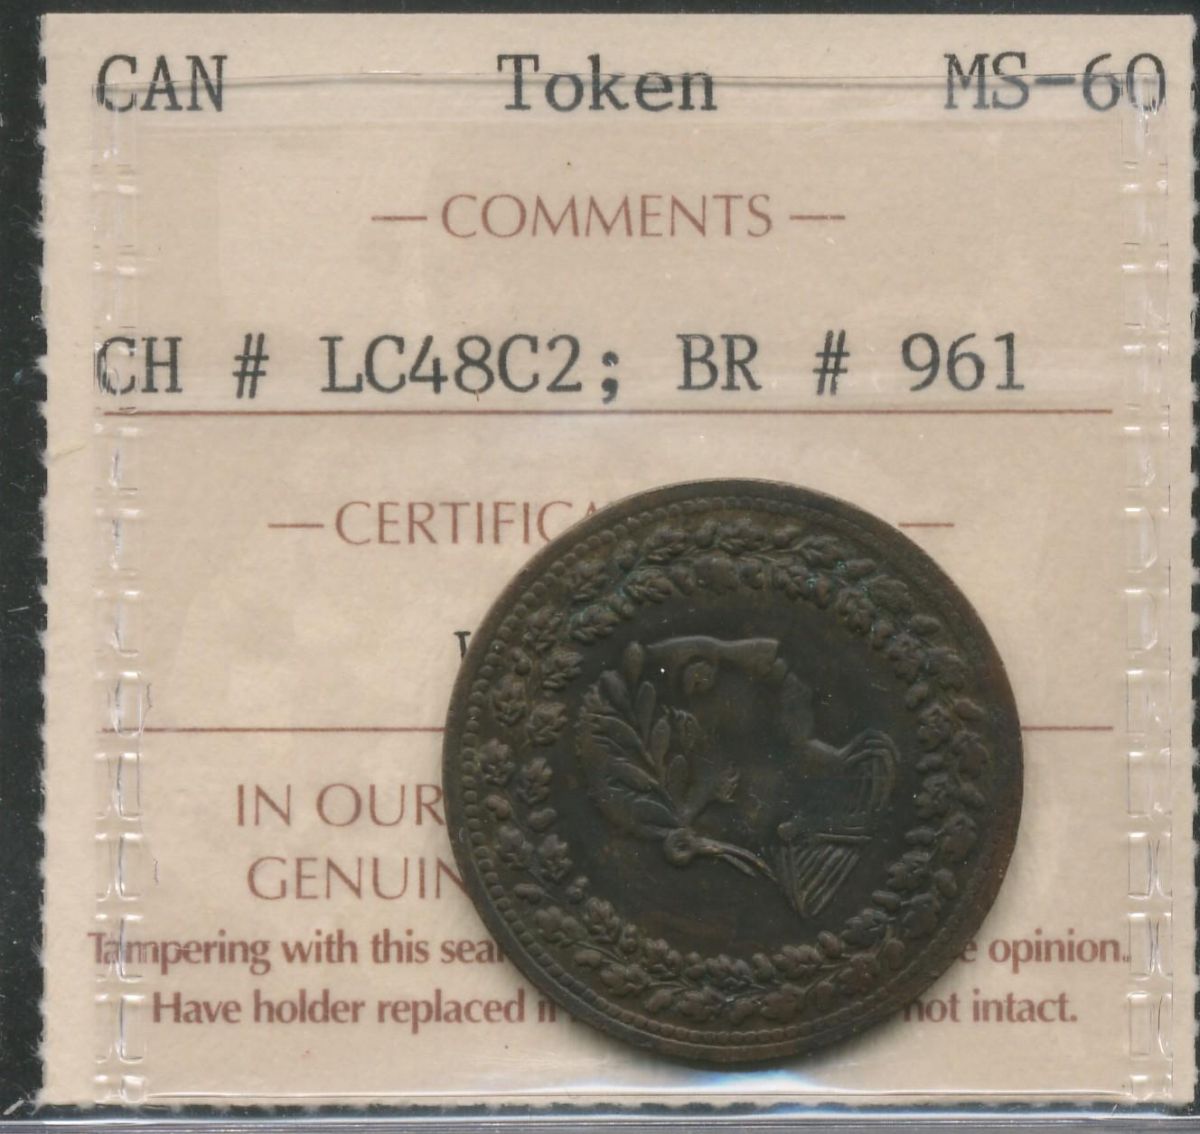 CAN Token MS-60
— COMMENTS —
CH # LC48C2; BR # 961
— CERTIFICA —
IN OUR
GENUIN
Tampering with this seal opinion.
Have holder replaced not intact.